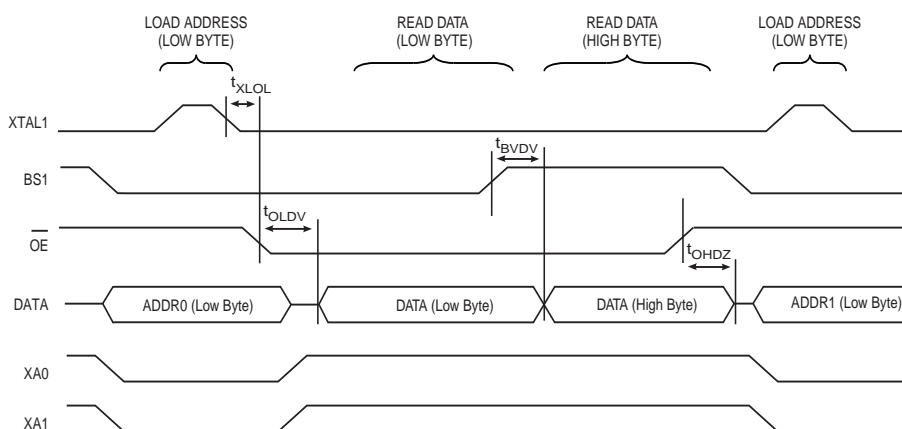 LOAD ADDRESS
(LOW BYTE)
READ DATA
(LOW BYTE)
READ DATA
(HIGH BYTE)
LOAD ADDRESS
(LOW BYTE)
tXLOL
XTAL1
tBVDV
BS1
tOLDV
OE
tOHDZ
DATA
ADDR0 (Low Byte)
DATA (Low Byte)
DATA (High Byte)
ADDR1 (Low Byte)
XA0
XA1